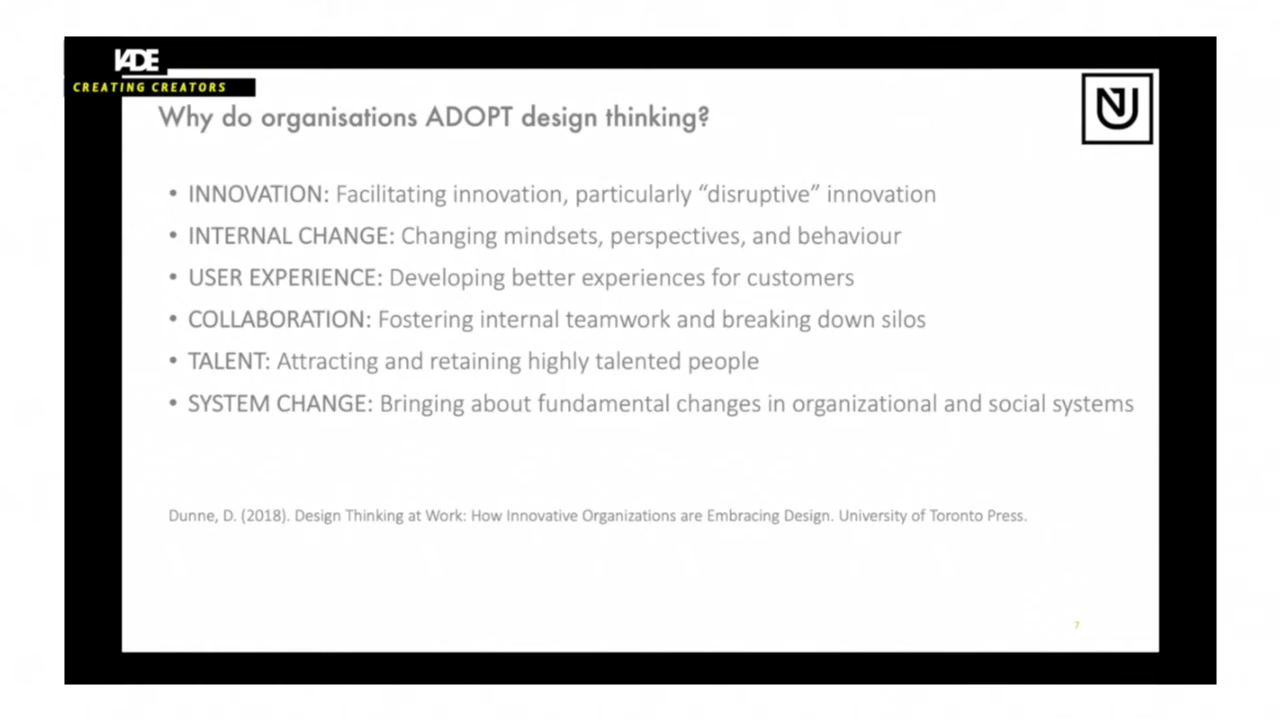 IADE
CREATING CREATORS
Why do organisations ADOPT design thinking?
• INNOVATION: Facilitating innovation, particularly “disruptive” innovation
• INTERNAL CHANGE: Changing mindsets, perspectives, and behaviour
• USER EXPERIENCE: Developing better experiences for customers
• COLLABORATION: Fostering internal teamwork and breaking down silos
• TALENT: Attracting and retaining highly talented people
• SYSTEM CHANGE: Bringing about fundamental changes in organizational and social systems
Dunne, D. (2018). Design Thinking at Work: How Innovative Organizations are Embracing Design. University of Toronto Press.
7